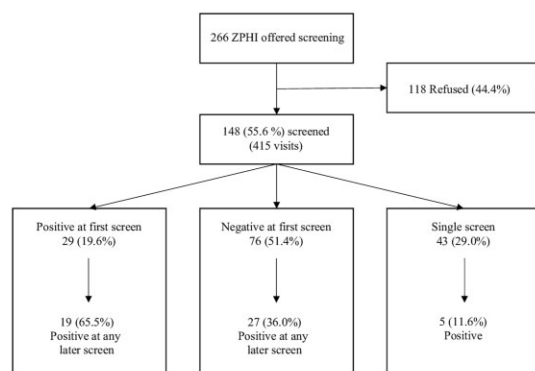 266 ZPHI offered screening
118 Refused (44.4%)
148 (55.6 %) screened
(415 visits)
Positive at first screen
29 (19.6%)
19 (65.5%)
Positive at any
later screen
Negative at first screen
76 (51.4%)
27 (36.0%)
Positive at any
later screen
Single screen
43 (29.0%)
5 (11.6%)
Positive